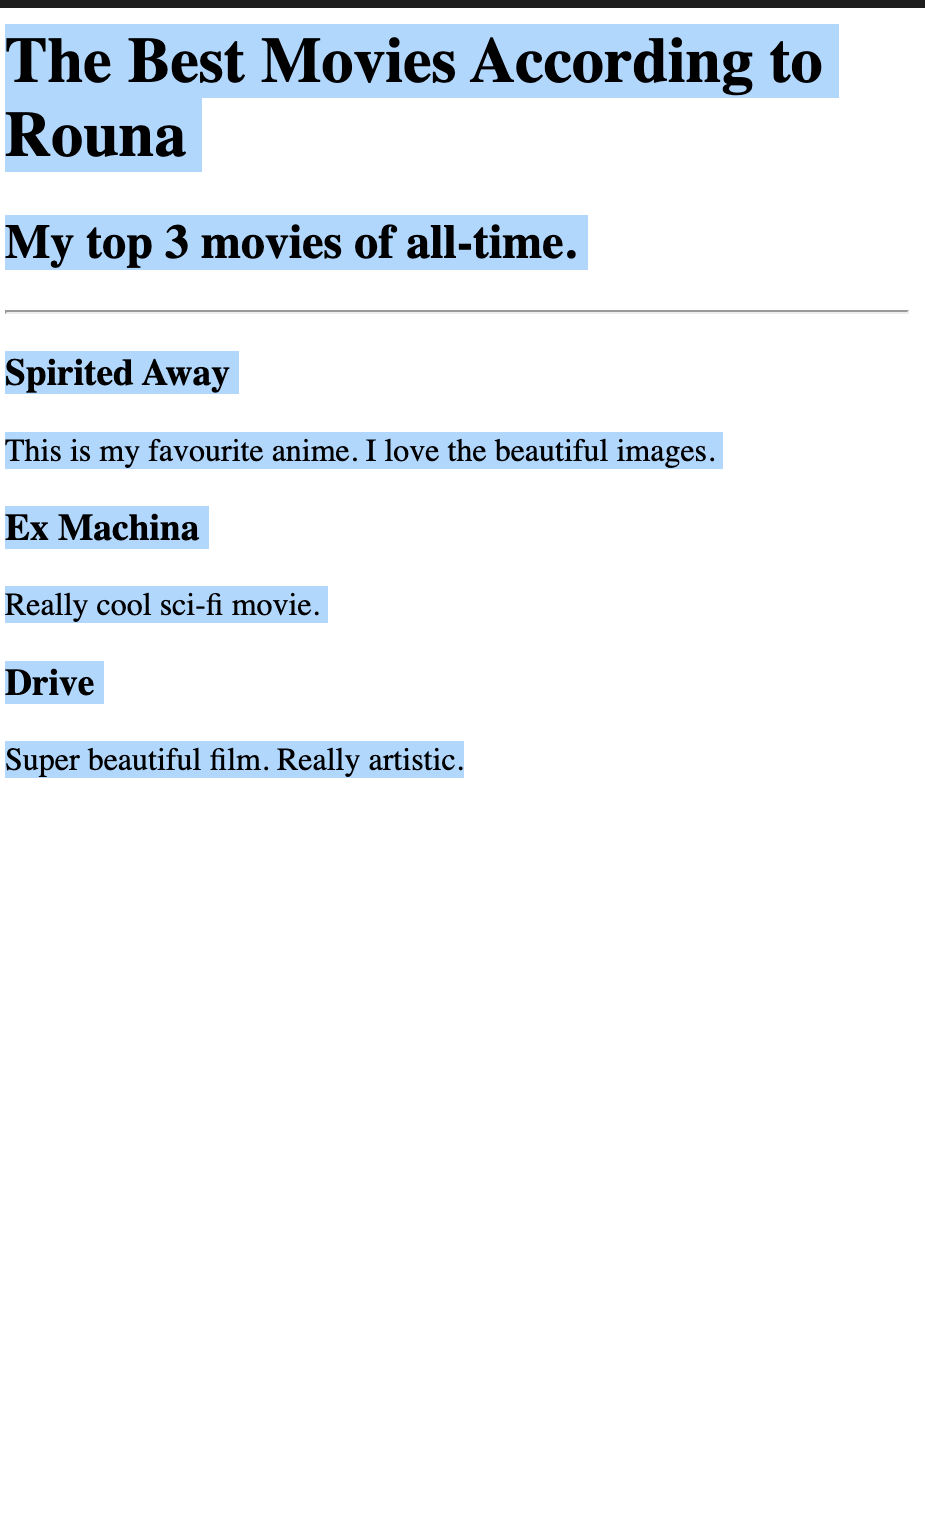 The Best Movies According to
Rouna
My top 3 movies of all-time.
Spirited Away
This is my favourite anime. I love the beautiful images.
Ex Machina
Really cool sci-fi movie.
Drive
Super beautiful film. Really artistic.